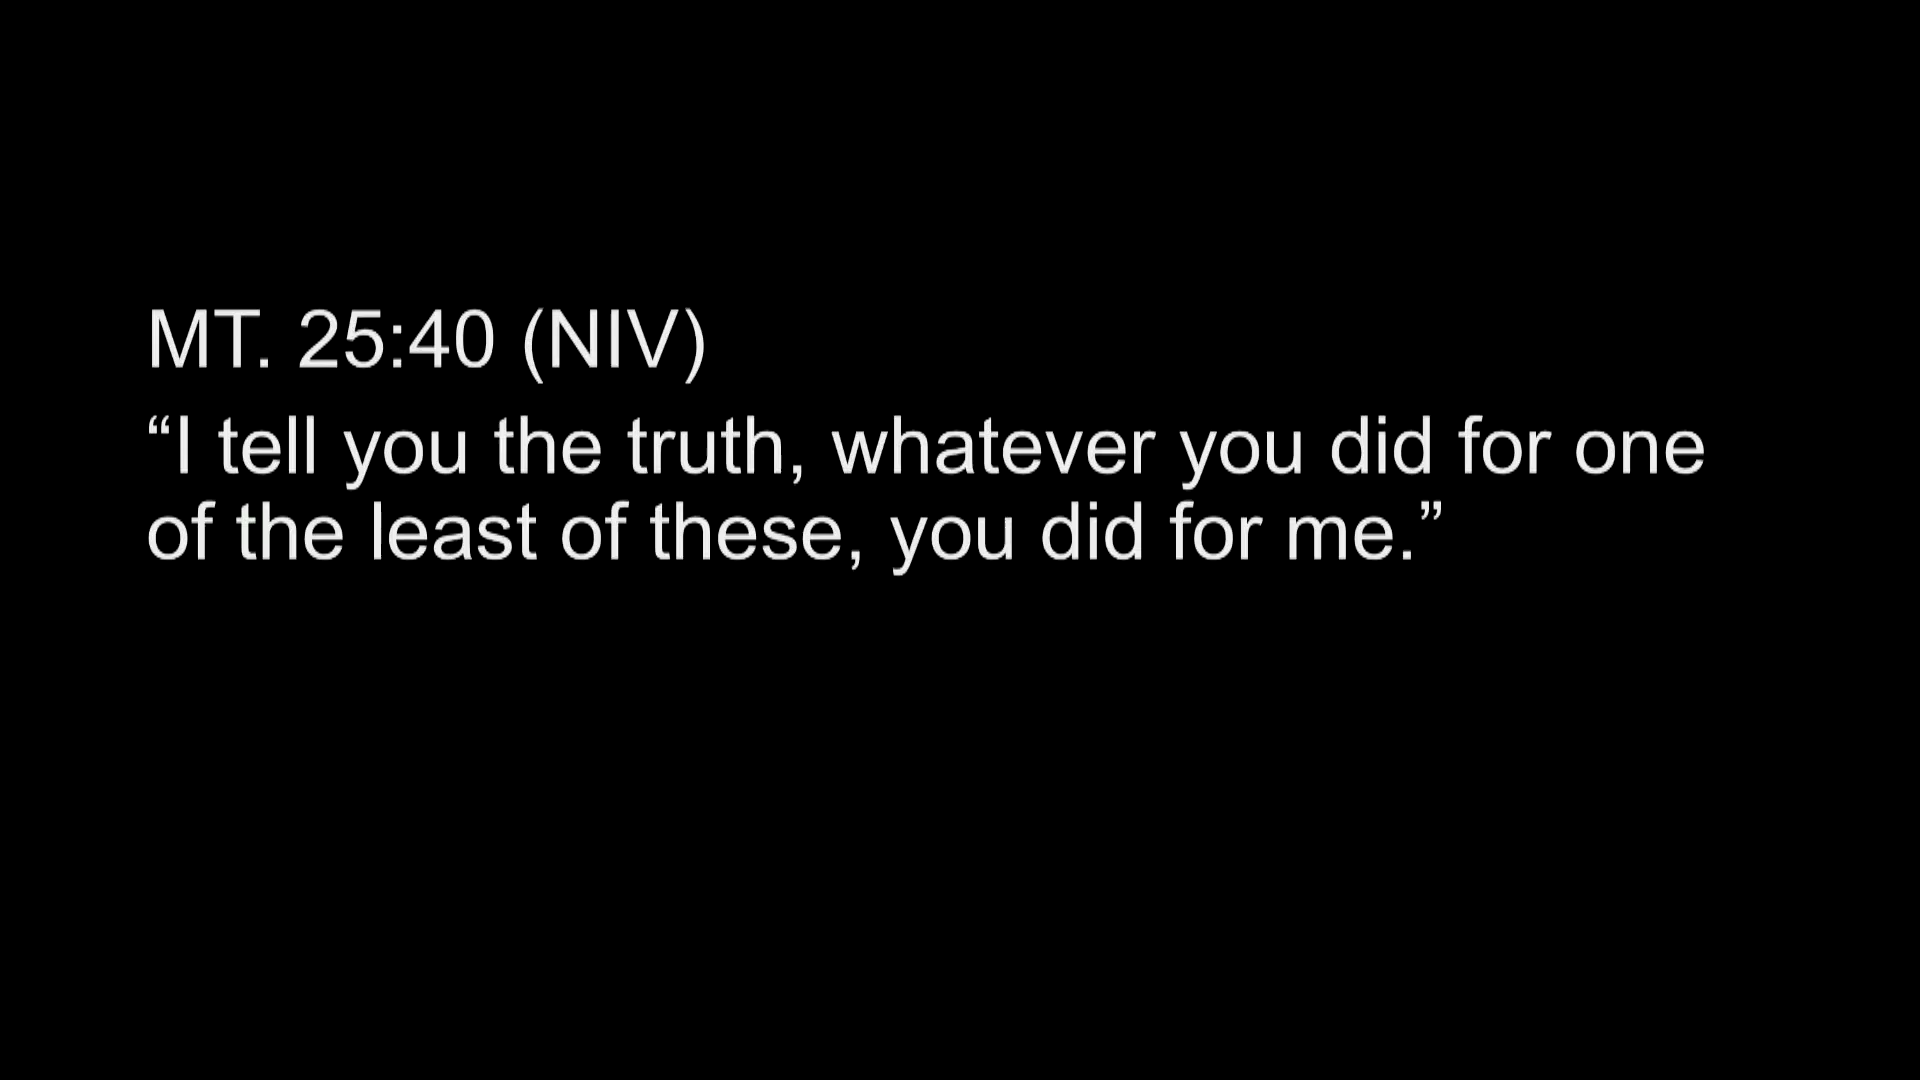 MT. 25:40 (NIV)
“I tell you the truth, whatever you did for one
of the least of these, you did for me.”